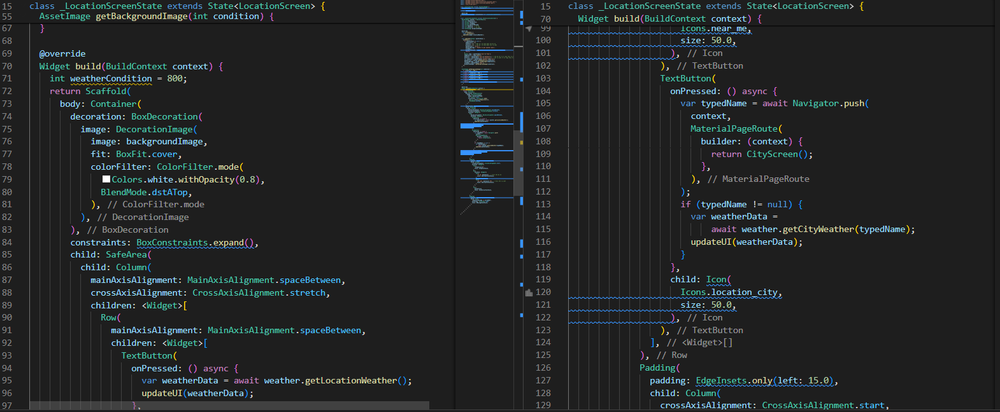 15 class _LocationScreenState extends State<LocationScreen> {
55 AssetImage getBackgroundImage(int condition) {
67 }
68
69 @override
70 Widget build(BuildContext context) {
71 int weatherCondition = 800;
72 return Scaffold(
73 body: Container(
74 decoration: BoxDecoration(
75 image: DecorationImage(
76 image: backgroundImage,
77 fit: BoxFit.cover,
78 colorFilter: ColorFilter.mode(
79 Colors.white.withOpacity(0.8),
80 BlendMode.dstATop,
81 ), // ColorFilter.mode
82 ), // DecorationImage
83 ), // BoxDecoration
84 constraints: BoxConstraints.expand(),
85 child: SafeArea(
86 child: Column(
87 mainAxisAlignment: MainAxisAlignment.spaceBetween,
88 crossAxisAlignment: CrossAxisAlignment.stretch,
89 children: <Widget>[
90 Row(
91 mainAxisAlignment: MainAxisAlignment.spaceBetween,
92 children: <Widget>[
93 TextButton(
94 onPressed: () async {
95 var weatherData = await weather.getLocationWeather();
96 updateUI(weatherData);
97 },
15 class _LocationScreenState extends State<LocationScreen> {
70 Widget build(BuildContext context) {
99 Icons.near_me,
100 size: 50.0,
101 ), // Icon
102 ), // TextButton
103 TextButton(
104 onPressed: () async {
105 var typedName = await Navigator.push(
106 context,
107 MaterialPageRoute(
108 builder: (context) {
109 return CityScreen();
110 },
111 ), // MaterialPageRoute
112 );
113 if (typedName != null) {
114 var weatherData =
115 await weather.getCityWeather(typedName);
116 updateUI(weatherData);
117 }
118 },
119 child: Icon(
120 Icons.location_city,
121 size: 50.0,
122 ), // Icon
123 ), // TextButton
124 ], // <Widget>[]
125 ), // Row
126 Padding(
127 padding: EdgeInsets.only(left: 15.0),
128 child: Column(
129 crossAxisAlignment: CrossAxisAlignment.start,